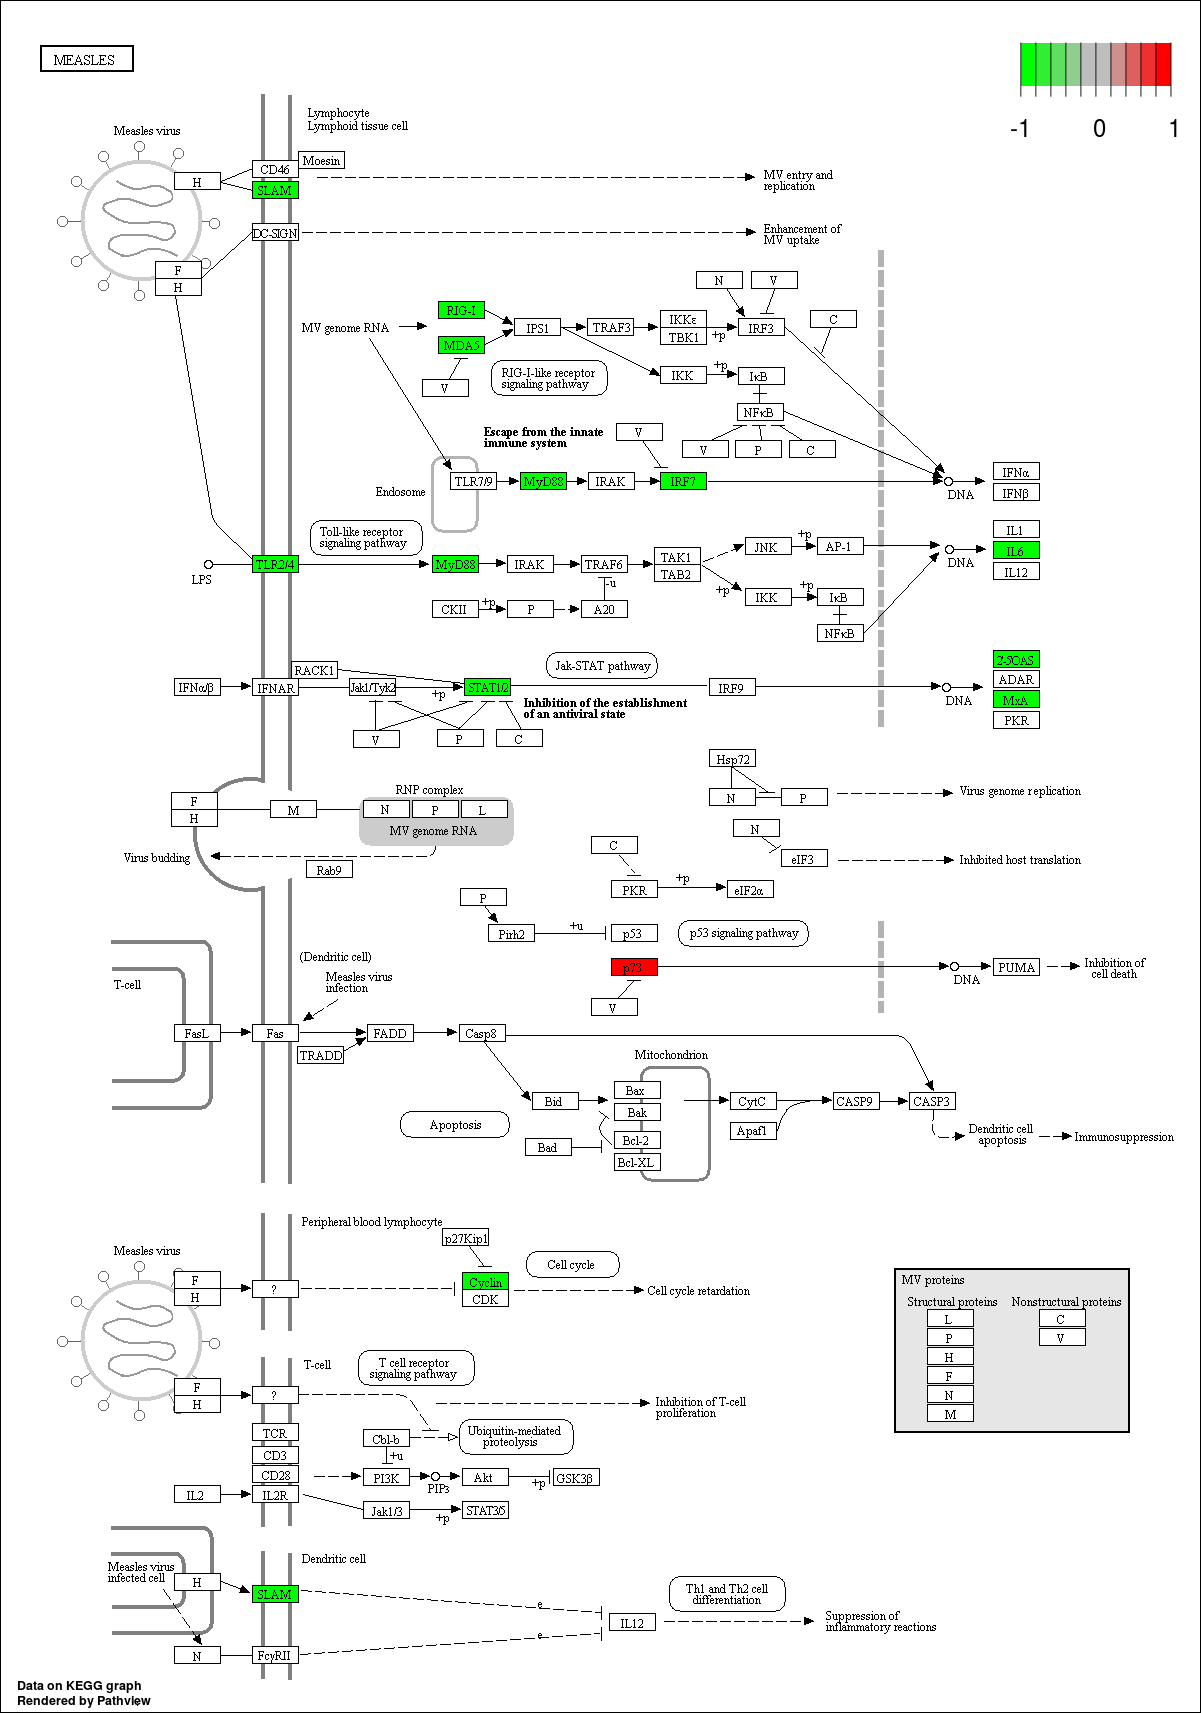 MEASLES
-1 0 1
Lymphocyte
Lymphoid tissue cell
Measles virus
Moesin
CD46
H
SLAM
MV entry and
replication
DC-SIGN
Enhancement of
MV uptake
F
H
N
V
RIG-I
MV genome RNA
IPS1
TRAF3
IKKε
TBK1
+p
IRF3
C
MDA5
V
RIG-I-like receptor
signaling pathway
IKK
+p
IκB
NFκB
Escape from the innate
immune system
V
V
P
C
Endosome
TLR7/9
MyD88
IRAK
IRF7
DNA
IFNα
IFNβ
Toll-like receptor
signaling pathway
LPS
TLR2/4
MyD88
IRAK
TRAF6
TAK1
TAB2
JNK
+p
AP-1
DNA
IL1
IL6
IL12
-u
CKII
+p
P
A20
+p
IKK
+p
IκB
NFκB
RACK1
Jak-STAT pathway
IFNα/β
IFNAR
Jak1/Tyk2
+p
STAT1/2
IRF9
DNA
2-5OAS
ADAR
MxA
PKR
Inhibition of the establishment
of an antiviral state
V
P
C
Hsp72
N
P
Virus genome replication
RNP complex
F
H
M
N
P
L
MV genome RNA
Virus budding
Rab9
N
eIF3
Inhibited host translation
C
PKR
+p
eIF2α
P
Pirh2
+u
p53
p53 signaling pathway
(Dendritic cell)
Measles virus
infection
T-cell
p73
V
DNA
PUMA
Inhibition of
cell death
FasL
Fas
FADD
TRADD
Casp8
Mitochondrion
Bid
Bax
Bak
Bcl-2
Bcl-XL
Bad
Apoptosis
CytC
Apaf1
CASP9
CASP3
Dendritic cell
apoptosis
Immunosuppression
Peripheral blood lymphocyte
Measles virus
p27Kip1
Cell cycle
F
H
?
Cyclin
CDK
Cell cycle retardation
MV proteins
Structural proteins
Nonstructural proteins
L
P
H
F
N
M
C
V
T-cell
T cell receptor
signaling pathway
F
H
?
Inhibition of T-cell
proliferation
TCR
CD3
CD28
Cbl-b
+u
Ubiquitin-mediated
proteolysis
PI3K
PIP3
Akt
+p
GSK3β
IL2
IL2R
Jak1/3
+p
STAT3/5
Dendritic cell
Measles virus
infected cell
H
SLAM
e
IL12
Th1 and Th2 cell
differentiation
Suppression of
inflammatory reactions
N
FcγRII
e
Data on KEGG graph
Rendered by Pathview